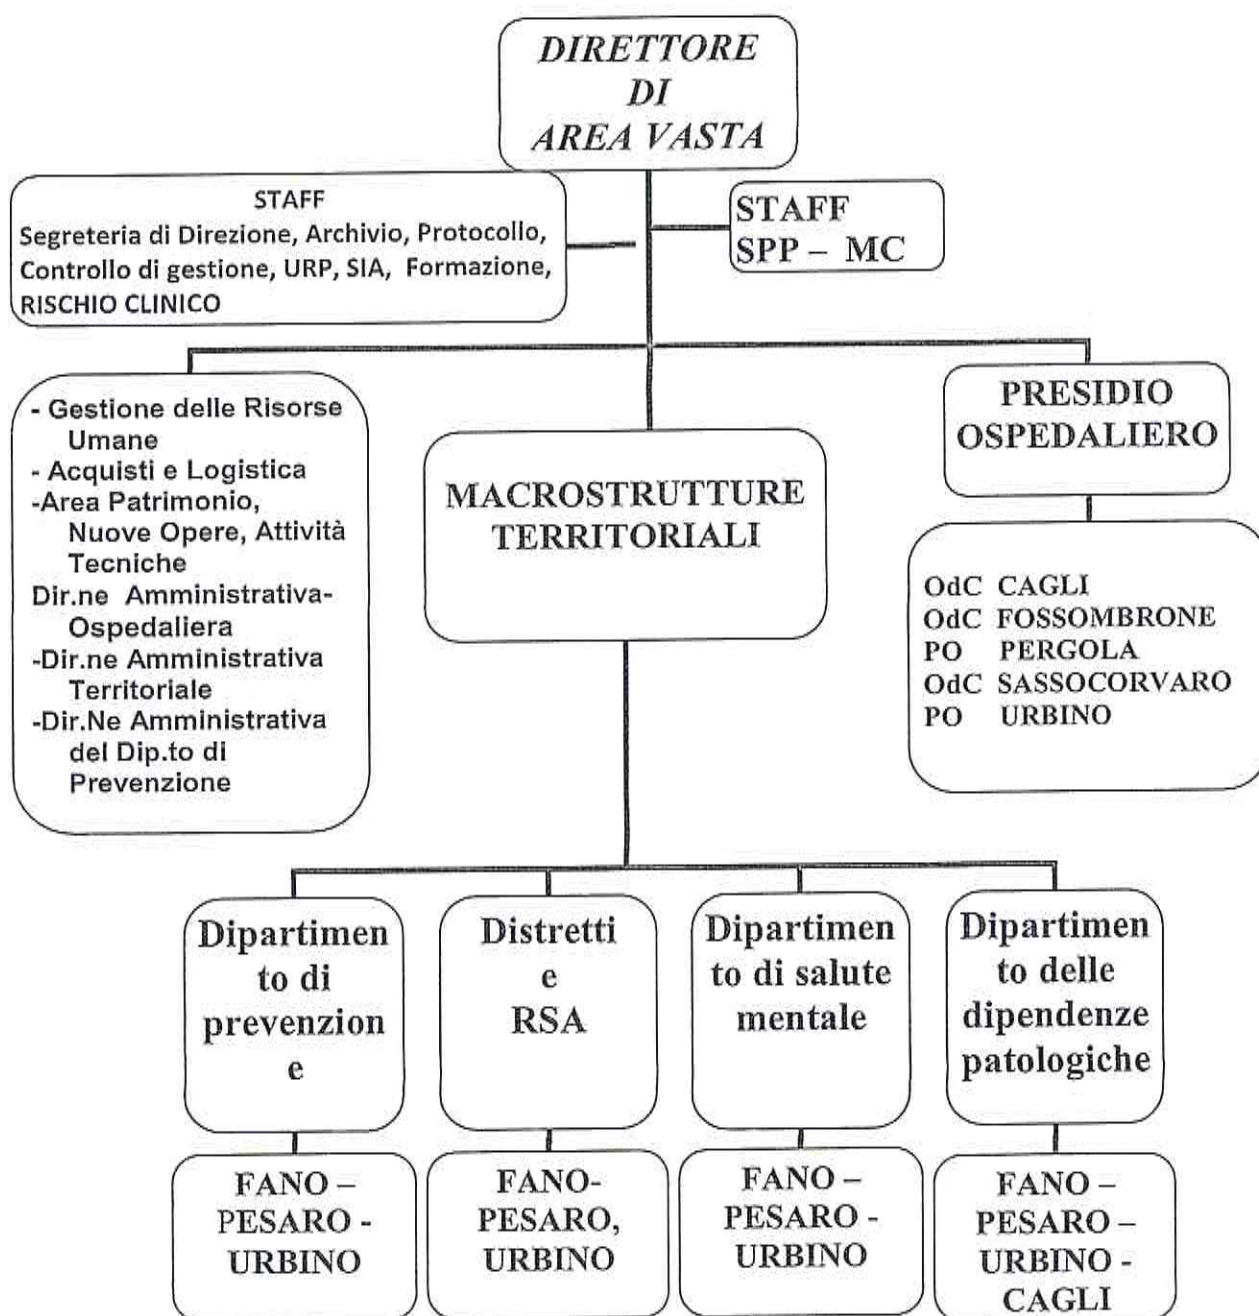 DIRETTORE
DI
AREA VASTA
STAFF
Segreteria di Direzione, Archivio, Protocollo,
Controllo di gestione, URP, SIA, Formazione,
RISCHIO CLINICO
STAFF
SPP – MC
- Gestione delle Risorse
Umane
- Acquisti e Logistica
-Area Patrimonio,
Nuove Opere, Attività
Tecniche
Dir.ne Amministrativa-
Ospedaliera
-Dir.ne Amministrativa
Territoriale
-Dir.Ne Amministrativa
del Dip.to di
Prevenzione
MACROSTRUTTURE
TERRITORIALI
PRESIDIO
OSPEDALIERO
OdC CAGLI
OdC FOSSOMBRONE
PO PERGOLA
OdC SASSOCORVARO
PO URBINO
Dipartimen
to di
prevenzion
e
Distretti
e
RSA
Dipartimen
to di salute
mentale
Dipartimen
to delle
dipendenze
patologiche
FANO –
PESARO -
URBINO
FANO-
PESARO,
URBINO
FANO –
PESARO -
URBINO
FANO –
PESARO –
URBINO -
CAGLI